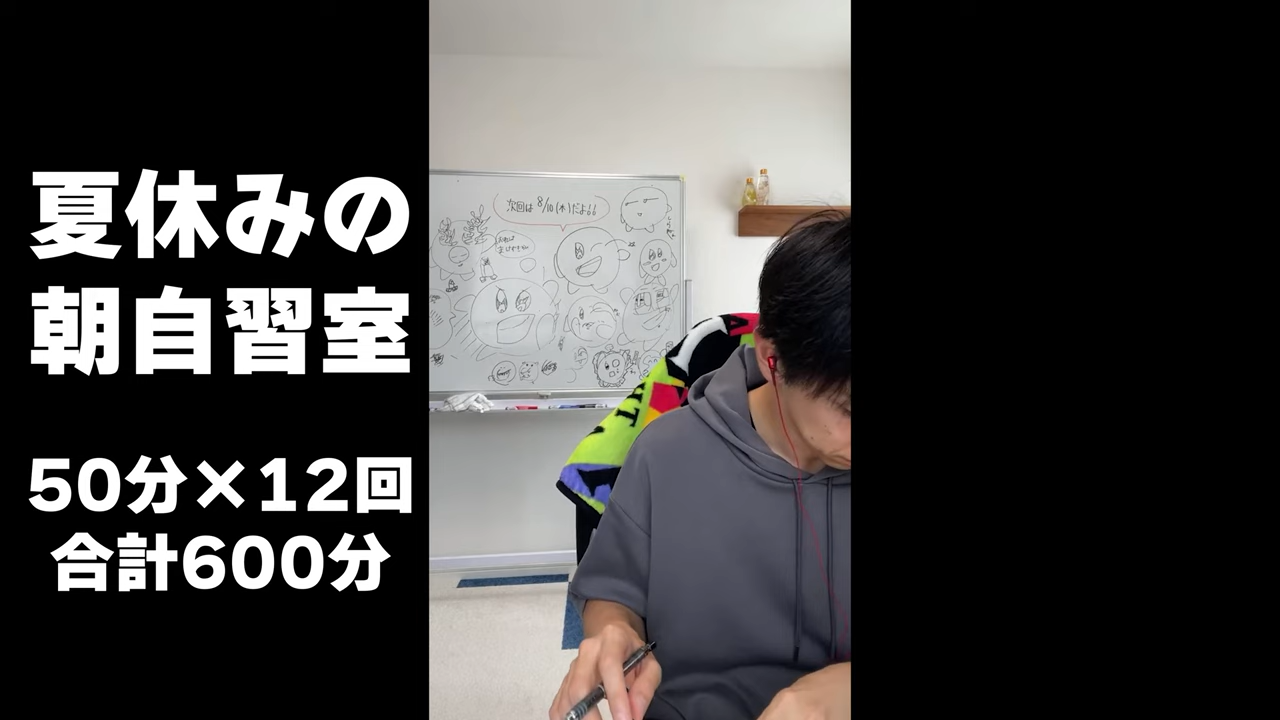 夏休みの
朝自習室
50分×12回
合計600分
次回は 8/10(木)だよ!!